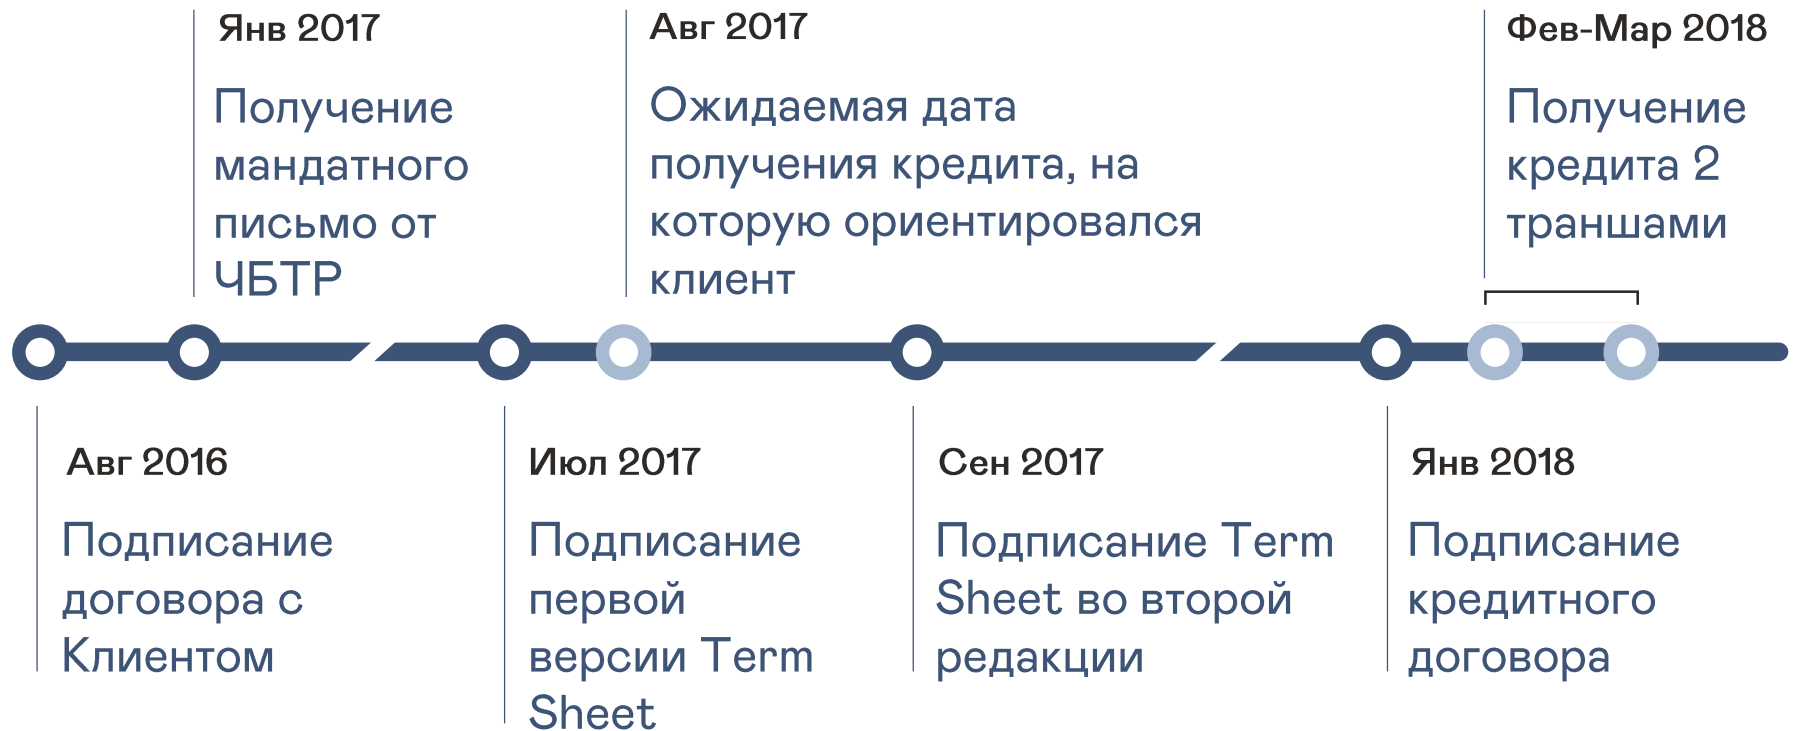 Янв 2017
Получение
мандатного
письмо от
ЧБТР
Авг 2017
Ожидаемая дата
получения кредита, на
которую ориентировался
клиент
Фев-Мар 2018
Получение
кредита 2
траншами
Авг 2016
Подписание
договора с
Клиентом
Июл 2017
Подписание
первой
версии Term
Sheet
Сен 2017
Подписание Term
Sheet во второй
редакции
Янв 2018
Подписание
кредитного
договора